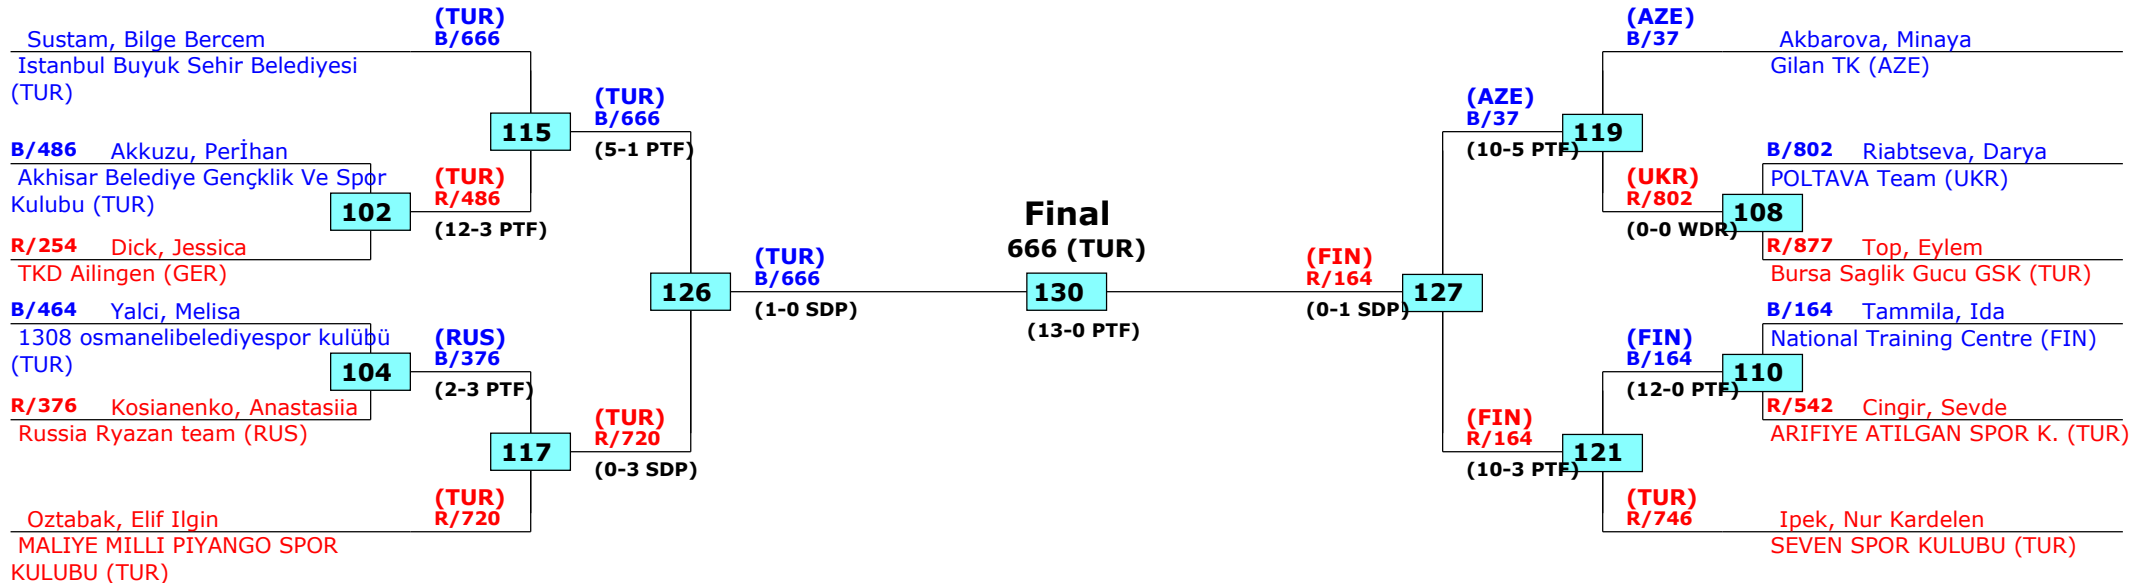 (TUR)
B/666
Sustam, Bilge Bercem
Istanbul Buyuk Sehir Belediyesi
(TUR)
B/486 Akkuzu, Perİhan
Akhisar Belediye Gençklik Ve Spor
Kulubu (TUR)
R/254 Dick, Jessica
TKD Ailingen (GER)
102
(TUR)
R/486
(12-3 PTF)
115
(TUR)
B/666
(5-1 PTF)
B/464 Yalci, Melisa
1308 osmanelibelediyespor kulübü
(TUR)
R/376 Kosianenko, Anastasiia
Russia Ryazan team (RUS)
104
(RUS)
B/376
(2-3 PTF)
117
(TUR)
R/720
(0-3 SDP)
(TUR)
R/720
Oztabak, Elif Ilgin
MALIYE MILLI PIYANGO SPOR
KULUBU (TUR)
126
(TUR)
B/666
(1-0 SDP)
Final
666 (TUR)
130
(13-0 PTF)
(FIN)
R/164
(0-1 SDP)
127
(AZE)
B/37
(10-5 PTF)
119
(AZE)
B/37
Akbarova, Minaya
Gilan TK (AZE)
(UKR)
R/802
(0-0 WDR)
108
B/802 Riabtseva, Darya
POLTAVA Team (UKR)
R/877 Top, Eylem
Bursa Saglik Gucu GSK (TUR)
B/164 Tammila, Ida
National Training Centre (FIN)
(FIN)
B/164
(12-0 PTF)
110
R/542 Cingir, Sevde
ARIFIYE ATILGAN SPOR K. (TUR)
(FIN)
R/164
(10-3 PTF)
121
(TUR)
R/746
Ipek, Nur Kardelen
SEVEN SPOR KULUBU (TUR)